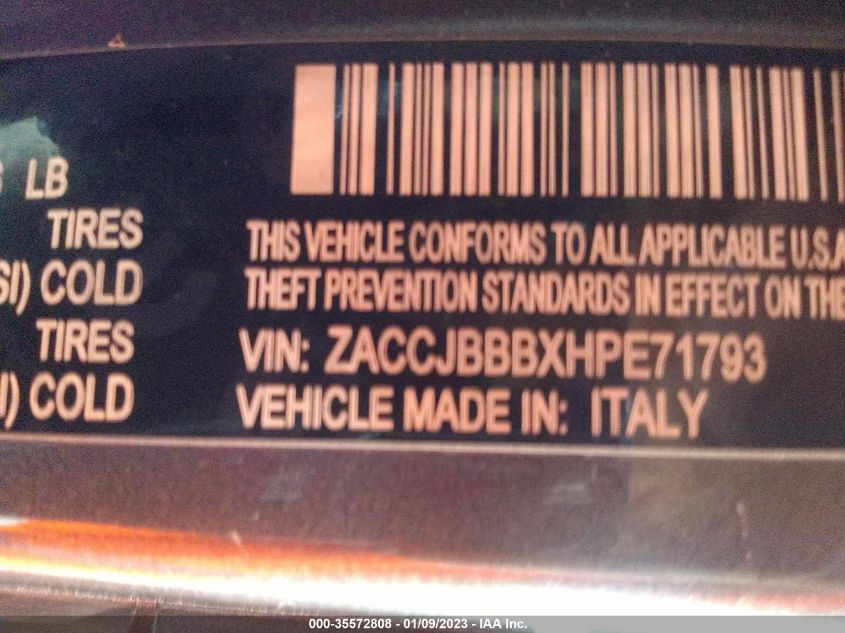 LB
TIRES
SI) COLD
TIRES
I) COLD
THIS VEHICLE CONFORMS TO ALL APPLICABLE U.S.A
THEFT PREVENTION STANDARDS IN EFFECT ON THE
VIN: ZACCJBBBXHPE71793
VEHICLE MADE IN: ITALY
000-35572808 - 01/09/2023 - IAA Inc.